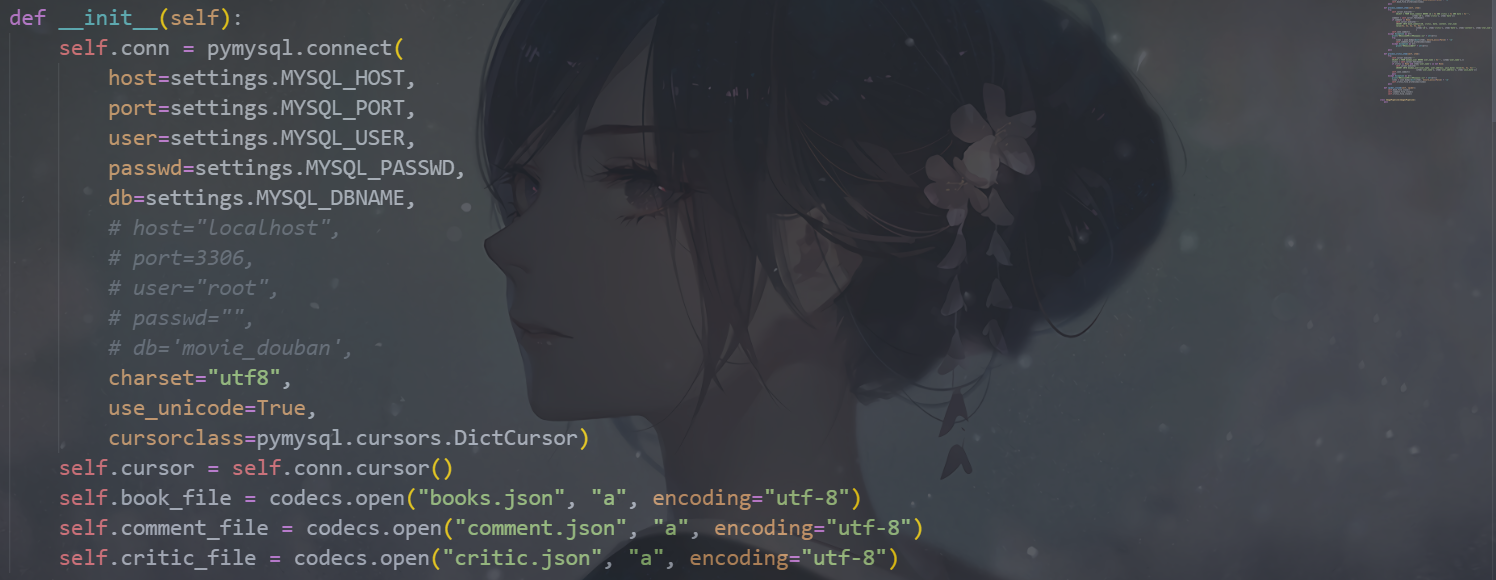 def __init__(self):
    self.conn = pymysql.connect(
        host=settings.MYSQL_HOST,
        port=settings.MYSQL_PORT,
        user=settings.MYSQL_USER,
        passwd=settings.MYSQL_PASSWD,
        db=settings.MYSQL_DBNAME,
        # host="localhost",
        # port=3306,
        # user="root",
        # passwd="",
        # db='movie_douban',
        charset="utf8",
        use_unicode=True,
        cursorclass=pymysql.cursors.DictCursor)
    self.cursor = self.conn.cursor()
    self.book_file = codecs.open("books.json", "a", encoding="utf-8")
    self.comment_file = codecs.open("comment.json", "a", encoding="utf-8")
    self.critic_file = codecs.open("critic.json", "a", encoding="utf-8")